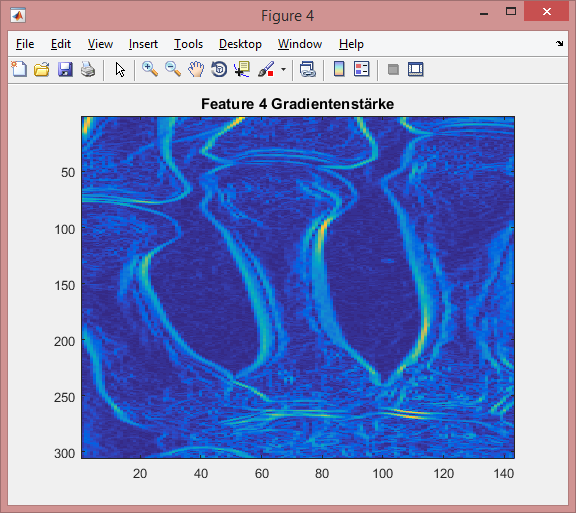 Figure 4
File Edit View Insert Tools Desktop Window Help
Feature 4 Gradientenstärke
50
100
150
200
250
300
20 40 60 80 100 120 140